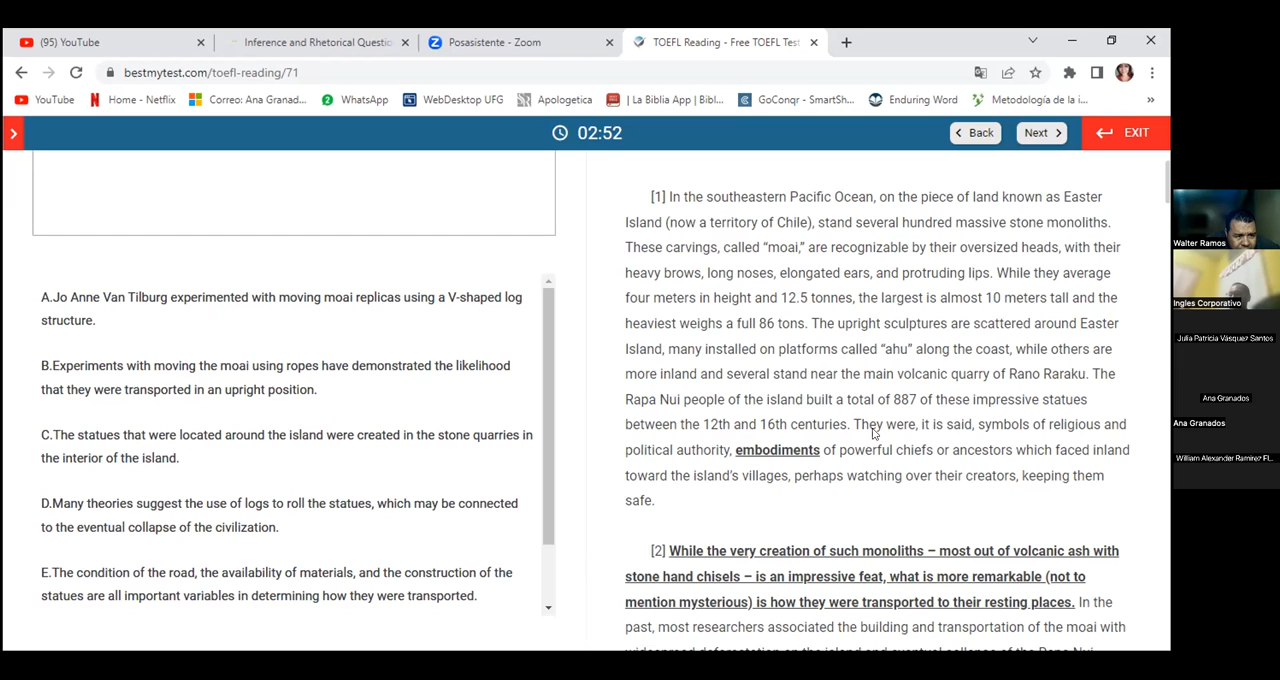 (95) YouTube
Inference and Rhetorical Questio
Posasistente - Zoom
TOEFL Reading - Free TOEFL Test
bestmytest.com/toefl-reading/71
YouTube
Home - Netflix
Correo: Ana Granad...
WhatsApp
WebDesktop UFG
Apologetica
| La Biblia App | Bibl...
GoConqr - SmartSh...
Enduring Word
Metodología de la i...
02:52
Back
Next
EXIT
A.Jo Anne Van Tilburg experimented with moving moai replicas using a V-shaped log
structure.
B.Experiments with moving the moai using ropes have demonstrated the likelihood
that they were transported in an upright position.
C.The statues that were located around the island were created in the stone quarries in
the interior of the island.
D.Many theories suggest the use of logs to roll the statues, which may be connected
to the eventual collapse of the civilization.
E.The condition of the road, the availability of materials, and the construction of the
statues are all important variables in determining how they were transported.
[1] In the southeastern Pacific Ocean, on the piece of land known as Easter
Island (now a territory of Chile), stand several hundred massive stone monoliths.
These carvings, called “moai,” are recognizable by their oversized heads, with their
heavy brows, long noses, elongated ears, and protruding lips. While they average
four meters in height and 12.5 tonnes, the largest is almost 10 meters tall and the
heaviest weighs a full 86 tons. The upright sculptures are scattered around Easter
Island, many installed on platforms called “ahu” along the coast, while others are
more inland and several stand near the main volcanic quarry of Rano Raraku. The
Rapa Nui people of the island built a total of 887 of these impressive statues
between the 12th and 16th centuries. They were, it is said, symbols of religious and
political authority, embodiments of powerful chiefs or ancestors which faced inland
toward the island’s villages, perhaps watching over their creators, keeping them
safe.
[2] While the very creation of such monoliths – most out of volcanic ash with
stone hand chisels – is an impressive feat, what is more remarkable (not to
mention mysterious) is how they were transported to their resting places. In the
past, most researchers associated the building and transportation of the moai with
widespread deforestation on the island and eventual collapse of the Rapa Nui
Walter Ramos
Ingles Corporativo
Julia Patricia Vásquez Santos
Ana Granados
Ana Granados
William Alexander Ramirez Fl...